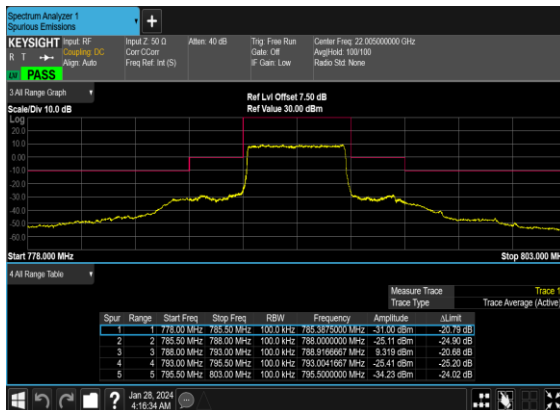 Spectrum Analyzer 1
Spurious Emissions
+
KEYSIGHT Input: RF Input Z: 50 Ω Atten: 40 dB Trig: Free Run Center Freq: 22.005000000 GHz
R T Coupling: DC Corr CCorr Gate: Off Avg|Hold: 100/100
Align: Auto Freq Ref: Int (S) IF Gain: Low Radio Std: None
PASS
3 All Range Graph
Ref Lvl Offset 7.50 dB
Scale/Div 10.0 dB Ref Value 30.00 dBm
Log
20.0
10.0
0.00
-10.0
-20.0
-30.0
-40.0
-50.0
-60.0
Start 778.000 MHz Stop 803.000 MH
4 All Range Table
Measure Trace Trace 1
Trace Type Trace Average (Active)
Spur Range Start Freq Stop Freq RBW Frequency Amplitude ΔLimit
1 1 778.00 MHz 785.50 MHz 100.0 kHz 785.3875000 MHz -31.00 dBm -20.79 dB
2 2 785.50 MHz 788.00 MHz 100.0 kHz 788.0000000 MHz -25.11 dBm -24.90 dB
3 3 788.00 MHz 793.00 MHz 100.0 kHz 788.9166667 MHz 9.319 dBm -20.68 dB
4 4 793.00 MHz 795.50 MHz 100.0 kHz 793.0041667 MHz -25.41 dBm -25.20 dB
5 5 795.50 MHz 803.00 MHz 100.0 kHz 795.5000000 MHz -34.23 dBm -24.02 dB
?
Jan 28, 2024
4:16:34 AM